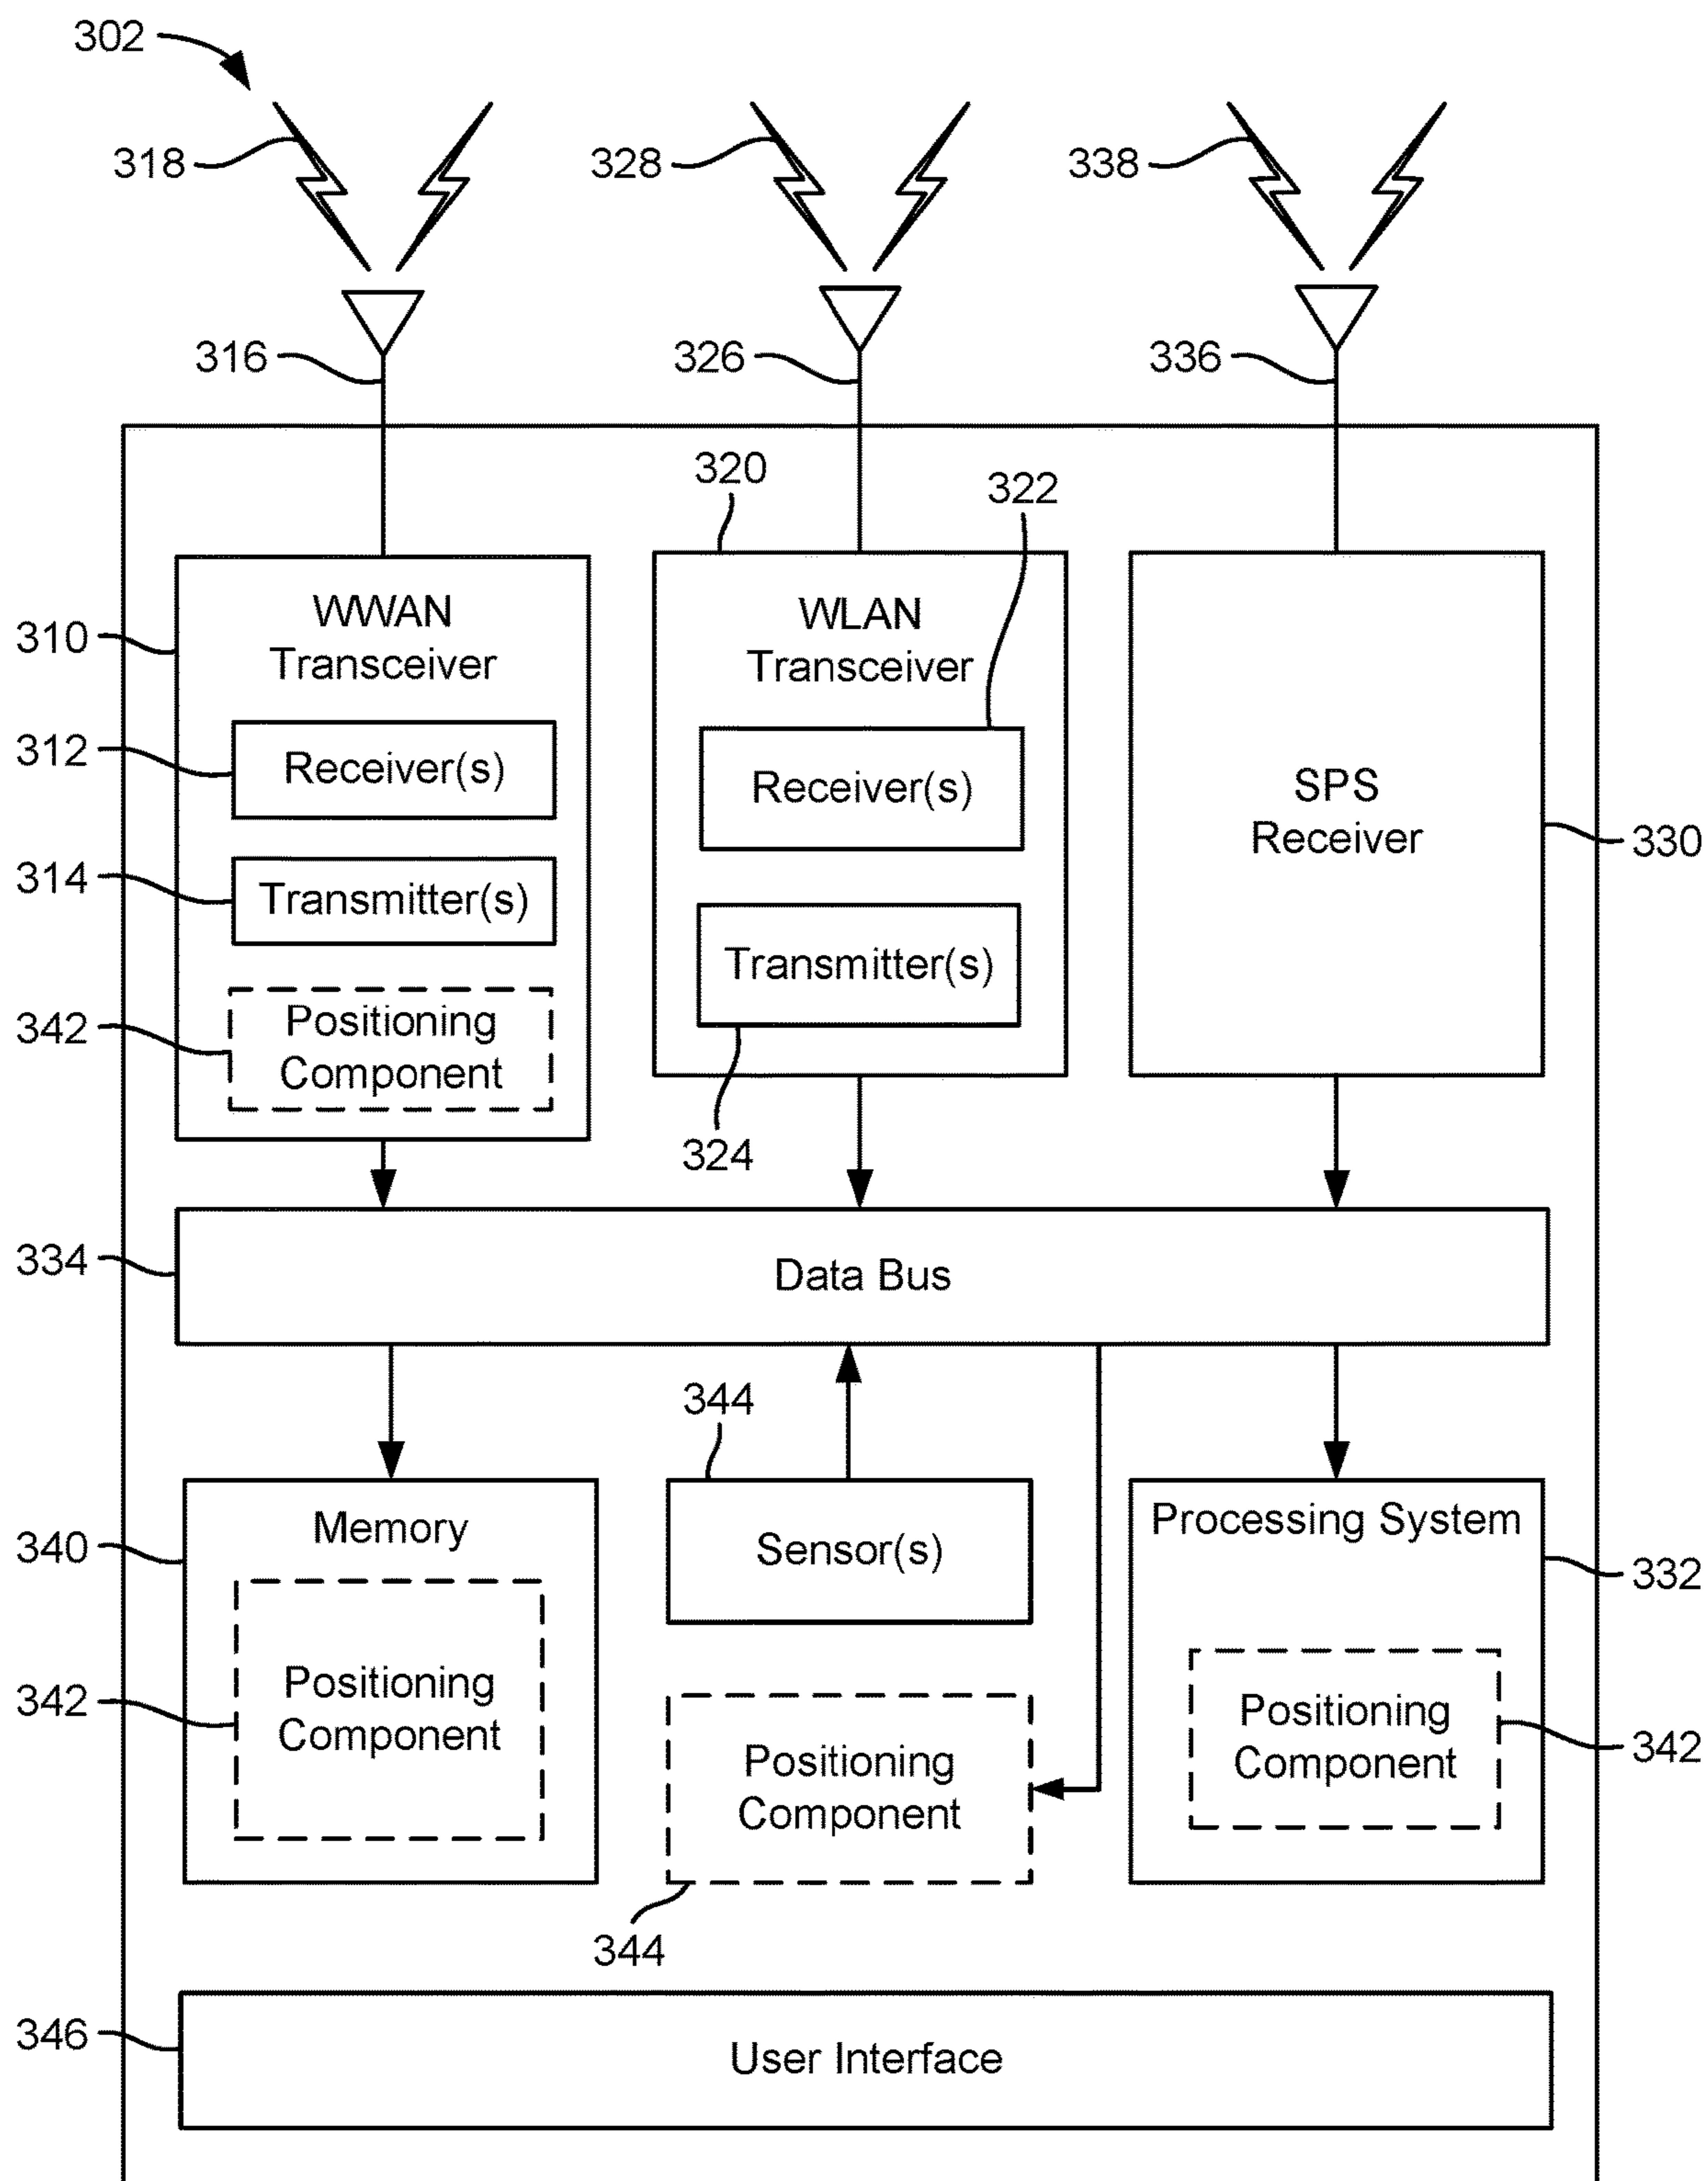 302
318
328
338
316
326
336
320
322
310
WWAN
Transceiver
WLAN
Transceiver
312
Receiver(s)
Receiver(s)
SPS
Receiver
330
314
Transmitter(s)
Transmitter(s)
342
Positioning
Component
324
334
Data Bus
344
340
Memory
Sensor(s)
Processing System
332
342
Positioning
Component
Positioning
Component
Positioning
Component
342
344
346
User Interface